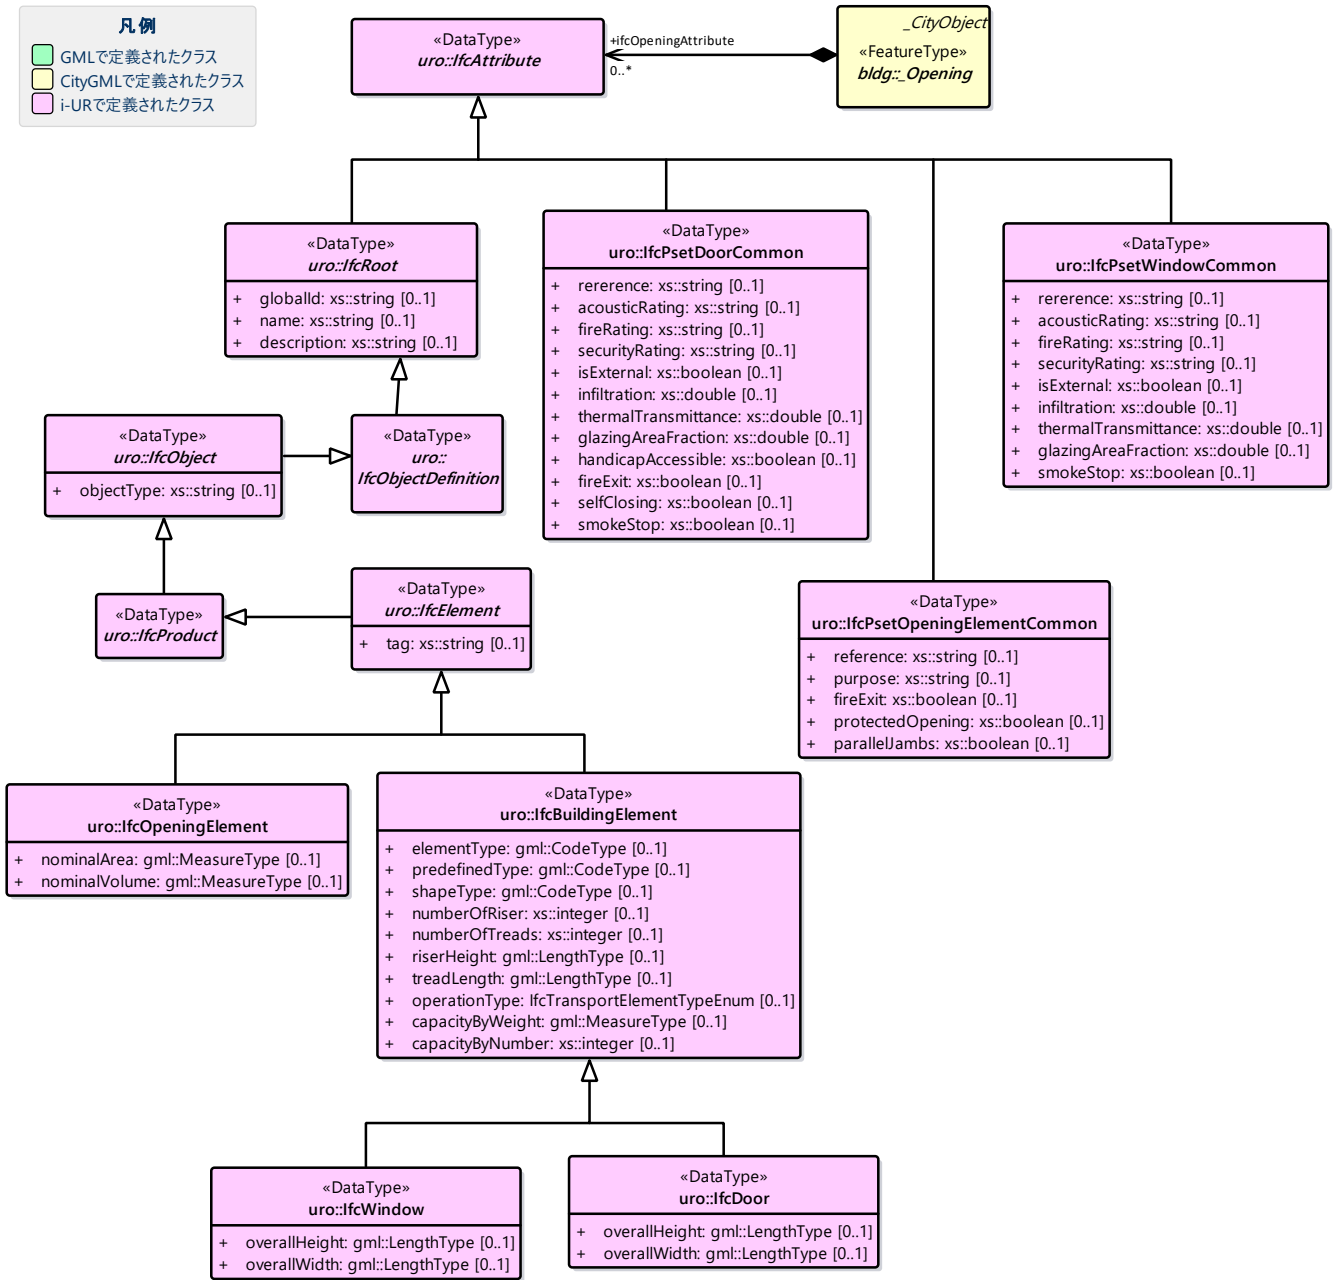 凡例
GMLで定義されたクラス
CityGMLで定義されたクラス
i-URで定義されたクラス
«DataType»
uro::IfcAttribute
+ifcOpeningAttribute
0..*
_CityObject
«FeatureType»
bldg::_Opening
«DataType»
uro::IfcRoot
+ globalId: xs::string [0..1]
+ name: xs::string [0..1]
+ description: xs::string [0..1]
«DataType»
uro::IfcPsetDoorCommon
+ rererence: xs::string [0..1]
+ acousticRating: xs::string [0..1]
+ fireRating: xs::string [0..1]
+ securityRating: xs::string [0..1]
+ isExternal: xs::boolean [0..1]
+ infiltration: xs::double [0..1]
+ thermalTransmittance: xs::double [0..1]
+ glazingAreaFraction: xs::double [0..1]
+ handicapAccessible: xs::boolean [0..1]
+ fireExit: xs::boolean [0..1]
+ selfClosing: xs::boolean [0..1]
+ smokeStop: xs::boolean [0..1]
«DataType»
uro::IfcPsetWindowCommon
+ rererence: xs::string [0..1]
+ acousticRating: xs::string [0..1]
+ fireRating: xs::string [0..1]
+ securityRating: xs::string [0..1]
+ isExternal: xs::boolean [0..1]
+ infiltration: xs::double [0..1]
+ thermalTransmittance: xs::double [0..1]
+ glazingAreaFraction: xs::double [0..1]
+ smokeStop: xs::boolean [0..1]
«DataType»
uro::IfcObject
+ objectType: xs::string [0..1]
«DataType»
uro::
IfcObjectDefinition
«DataType»
uro::IfcProduct
«DataType»
uro::IfcElement
+ tag: xs::string [0..1]
«DataType»
uro::IfcPsetOpeningElementCommon
+ reference: xs::string [0..1]
+ purpose: xs::string [0..1]
+ fireExit: xs::boolean [0..1]
+ protectedOpening: xs::boolean [0..1]
+ parallelJambs: xs::boolean [0..1]
«DataType»
uro::IfcOpeningElement
+ nominalArea: gml::MeasureType [0..1]
+ nominalVolume: gml::MeasureType [0..1]
«DataType»
uro::IfcBuildingElement
+ elementType: gml::CodeType [0..1]
+ predefinedType: gml::CodeType [0..1]
+ shapeType: gml::CodeType [0..1]
+ numberOfRiser: xs::integer [0..1]
+ numberOfTreads: xs::integer [0..1]
+ riserHeight: gml::LengthType [0..1]
+ treadLength: gml::LengthType [0..1]
+ operationType: IfcTransportElementTypeEnum [0..1]
+ capacityByWeight: gml::MeasureType [0..1]
+ capacityByNumber: xs::integer [0..1]
«DataType»
uro::IfcWindow
+ overallHeight: gml::LengthType [0..1]
+ overallWidth: gml::LengthType [0..1]
«DataType»
uro::IfcDoor
+ overallHeight: gml::LengthType [0..1]
+ overallWidth: gml::LengthType [0..1]